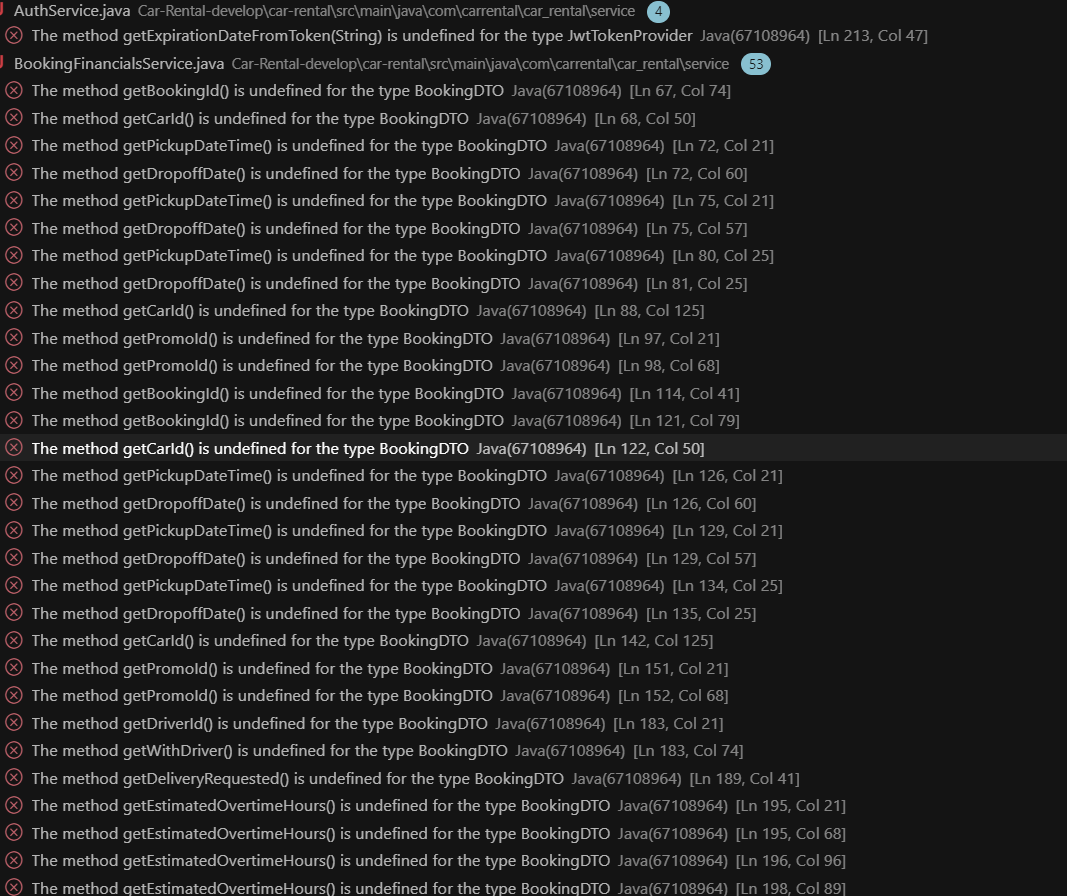 AuthService.java Car-Rental-develop\car-rental\src\main\java\com\carrental\car_rental\service 4
The method getExpirationDateFromToken(String) is undefined for the type JwtTokenProvider Java(67108964) [Ln 213, Col 47]
BookingFinancialsService.java Car-Rental-develop\car-rental\src\main\java\com\carrental\car_rental\service 53
The method getBookingId() is undefined for the type BookingDTO Java(67108964) [Ln 67, Col 74]
The method getCarId() is undefined for the type BookingDTO Java(67108964) [Ln 68, Col 50]
The method getPickupDateTime() is undefined for the type BookingDTO Java(67108964) [Ln 72, Col 21]
The method getDropoffDate() is undefined for the type BookingDTO Java(67108964) [Ln 72, Col 60]
The method getPickupDateTime() is undefined for the type BookingDTO Java(67108964) [Ln 75, Col 21]
The method getDropoffDate() is undefined for the type BookingDTO Java(67108964) [Ln 75, Col 57]
The method getPickupDateTime() is undefined for the type BookingDTO Java(67108964) [Ln 80, Col 25]
The method getDropoffDate() is undefined for the type BookingDTO Java(67108964) [Ln 81, Col 25]
The method getCarId() is undefined for the type BookingDTO Java(67108964) [Ln 88, Col 125]
The method getPromoId() is undefined for the type BookingDTO Java(67108964) [Ln 97, Col 21]
The method getPromoId() is undefined for the type BookingDTO Java(67108964) [Ln 98, Col 68]
The method getBookingId() is undefined for the type BookingDTO Java(67108964) [Ln 114, Col 41]
The method getBookingId() is undefined for the type BookingDTO Java(67108964) [Ln 121, Col 79]
The method getCarId() is undefined for the type BookingDTO Java(67108964) [Ln 122, Col 50]
The method getPickupDateTime() is undefined for the type BookingDTO Java(67108964) [Ln 126, Col 21]
The method getDropoffDate() is undefined for the type BookingDTO Java(67108964) [Ln 126, Col 60]
The method getPickupDateTime() is undefined for the type BookingDTO Java(67108964) [Ln 129, Col 21]
The method getDropoffDate() is undefined for the type BookingDTO Java(67108964) [Ln 129, Col 57]
The method getPickupDateTime() is undefined for the type BookingDTO Java(67108964) [Ln 134, Col 25]
The method getDropoffDate() is undefined for the type BookingDTO Java(67108964) [Ln 135, Col 25]
The method getCarId() is undefined for the type BookingDTO Java(67108964) [Ln 142, Col 125]
The method getPromoId() is undefined for the type BookingDTO Java(67108964) [Ln 151, Col 21]
The method getPromoId() is undefined for the type BookingDTO Java(67108964) [Ln 152, Col 68]
The method getDriverId() is undefined for the type BookingDTO Java(67108964) [Ln 183, Col 21]
The method getWithDriver() is undefined for the type BookingDTO Java(67108964) [Ln 183, Col 74]
The method getDeliveryRequested() is undefined for the type BookingDTO Java(67108964) [Ln 189, Col 41]
The method getEstimatedOvertimeHours() is undefined for the type BookingDTO Java(67108964) [Ln 195, Col 21]
The method getEstimatedOvertimeHours() is undefined for the type BookingDTO Java(67108964) [Ln 195, Col 68]
The method getEstimatedOvertimeHours() is undefined for the type BookingDTO Java(67108964) [Ln 196, Col 96]
The method getEstimatedOvertimeHours() is undefined for the type BookingDTO Java(67108964) [Ln 198, Col 89]